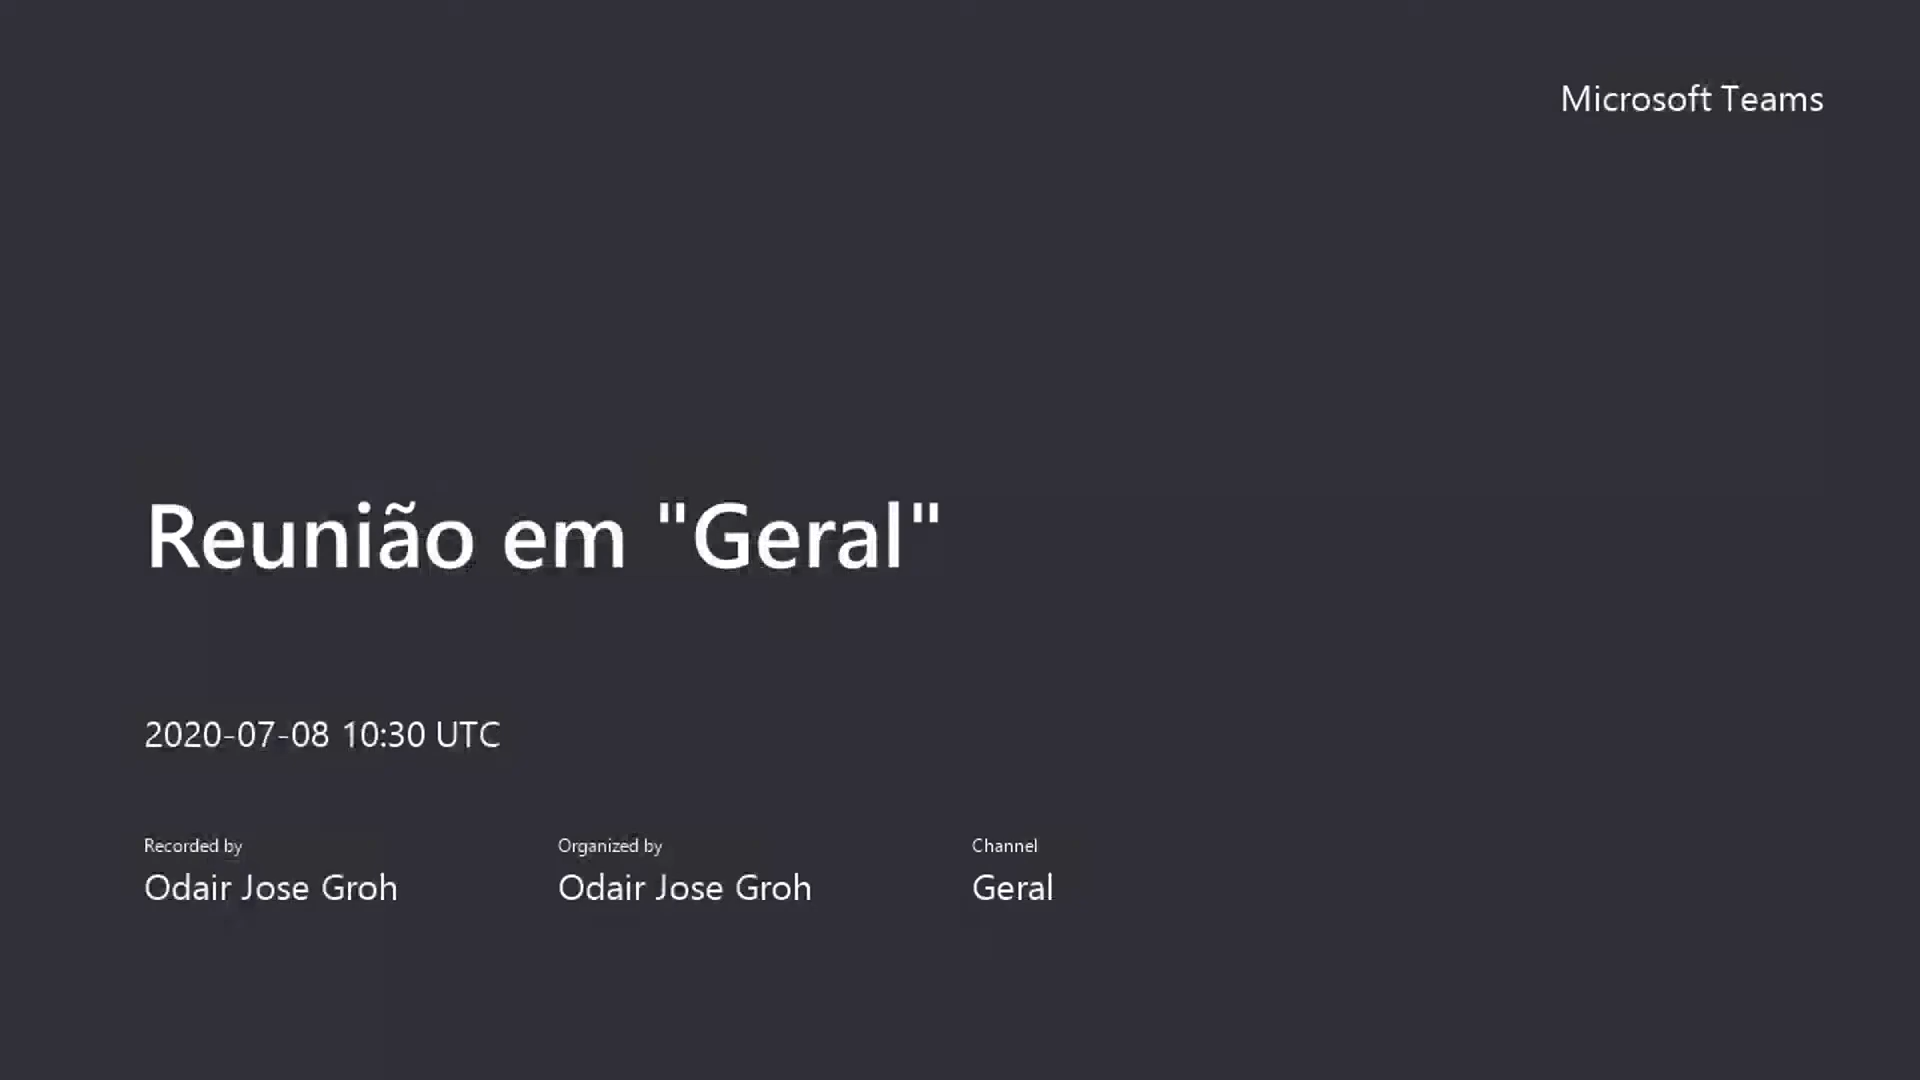 Microsoft Teams
Reunião em "Geral"
2020-07-08 10:30 UTC
Recorded by
Odair Jose Groh
Organized by
Odair Jose Groh
Channel
Geral